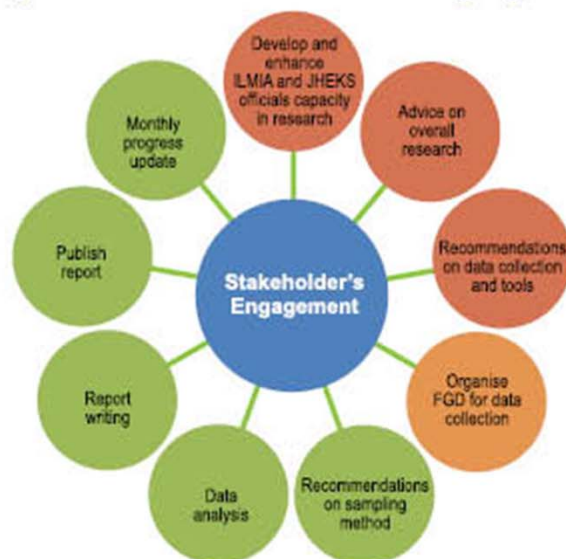 Develop and
enhance
ILMIA and JHEKS
officials capacity
in research
Advice on
overall
research
Recommendations
on data collection
and tools
Organise
FGD for data
collection
Recommendations
on sampling
method
Data
analysis
Report
writing
Publish
report
Monthly
progress
update
Stakeholder's
Engagement